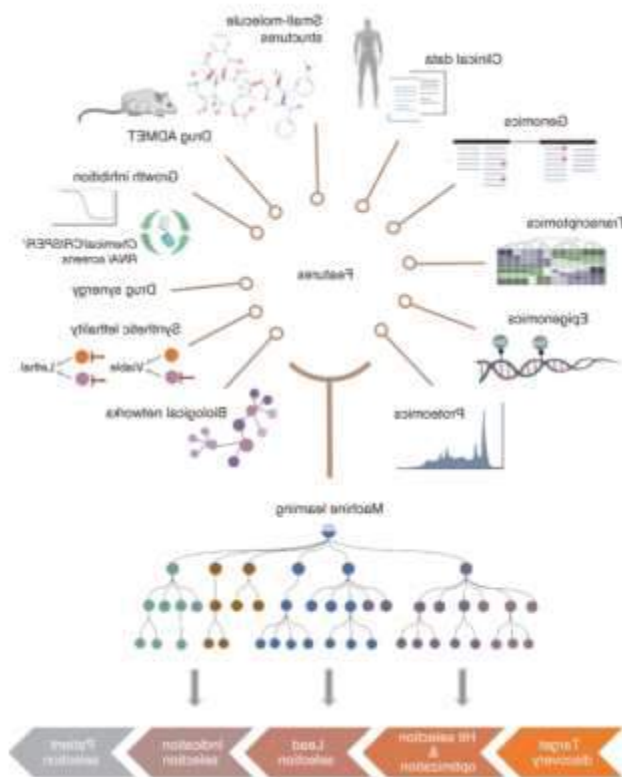 Small-molecule
structures
Clinical data
Drug ADMET
Genomics
Growth inhibition
Transcriptomics
Chemical/CRISPER/
RNAi screens
Features
Drug synergy
Epigenomics
Synthetic lethality
Lethal
Viable
Biological networks
Proteomics
Machine learning
Target
discovery
Hit selection
&
optimization
Lead
selection
Indication
selection
Patient
selection